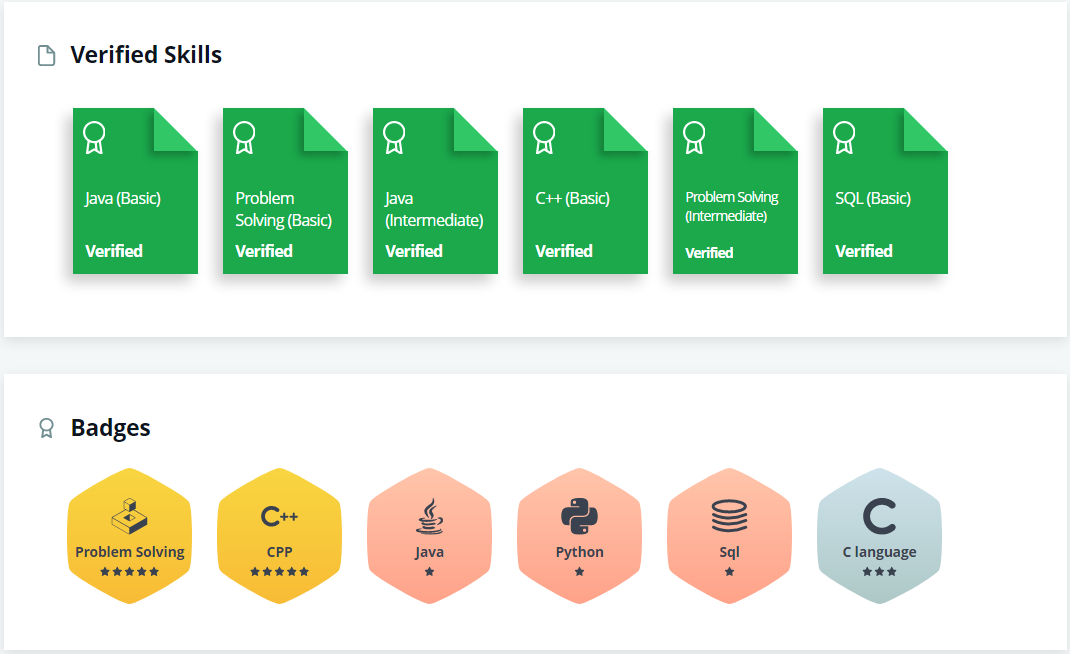 Verified Skills
Java (Basic)
Verified
Problem
Solving (Basic)
Verified
Java
(Intermediate)
Verified
C++ (Basic)
Verified
Problem Solving
(Intermediate)
Verified
SQL (Basic)
Verified
Badges
Problem Solving
C++
CPP
Java
Python
Sql
C
C language